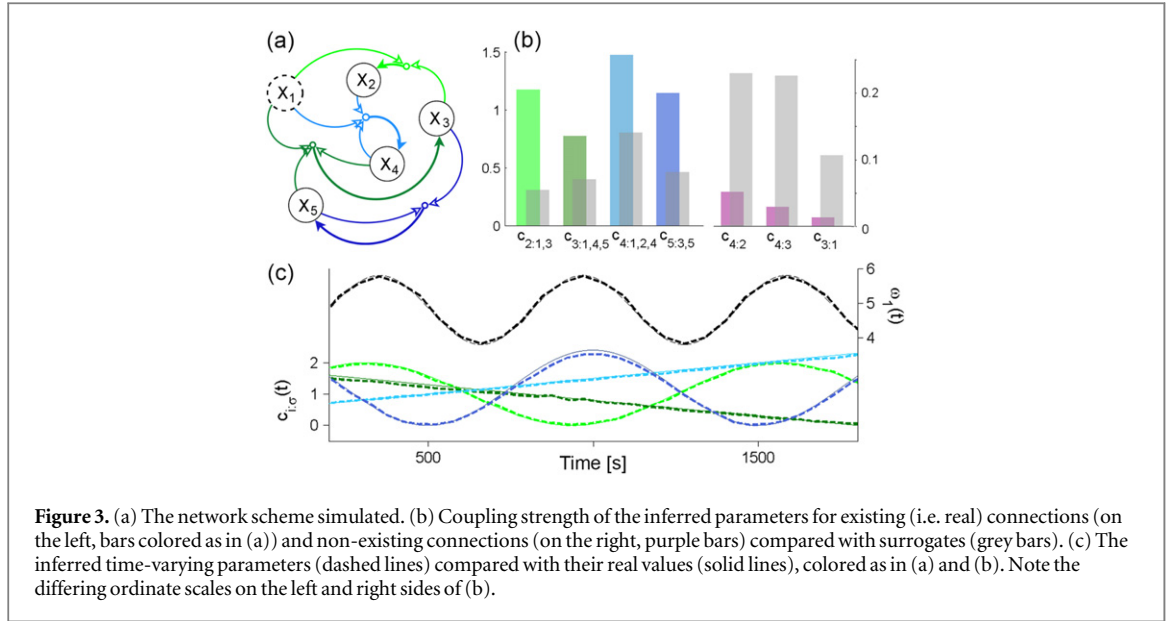 (a)
X1
X2
X3
X4
X5
(b)
1.5
1
0.5
0
c2:1,3 c3:1,4,5 c4:1,2,4 c5:3,5
c4:2 c4:3 c3:1
0.2
0.1
0
(c)
6
5
4
ω1(t)
2
1
0
ci:σ(t)
500 1500
Time [s]
Figure 3. (a) The network scheme simulated. (b) Coupling strength of the inferred parameters for existing (i.e. real) connections (on
the left, bars colored as in (a)) and non-existing connections (on the right, purple bars) compared with surrogates (grey bars). (c) The
inferred time-varying parameters (dashed lines) compared with their real values (solid lines), colored as in (a) and (b). Note the
differing ordinate scales on the left and right sides of (b).